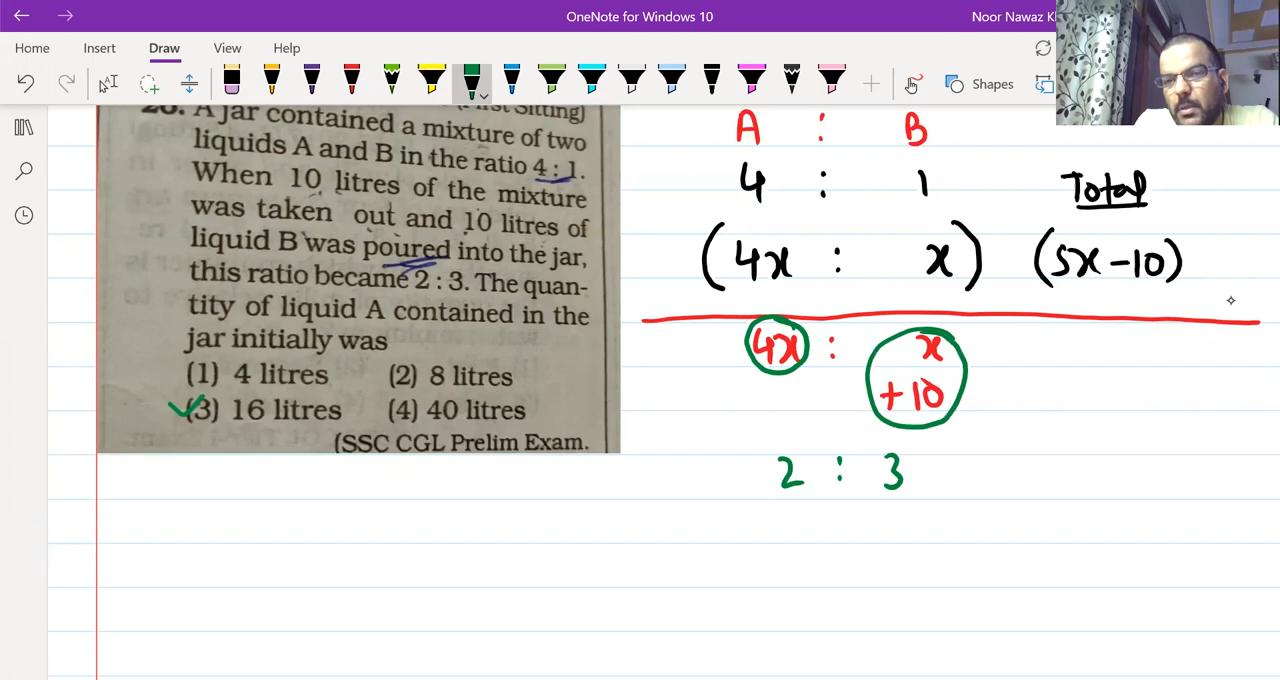 OneNote for Windows 10
Noor Nawaz K
Home Insert Draw View Help
Shapes
(First Sitting)
26. A jar contained a mixture of two
liquids A and B in the ratio 4 : 1.
When 10 litres of the mixture
was taken out and 10 litres of
liquid B was poured into the jar,
this ratio became 2 : 3. The quan-
tity of liquid A contained in the
jar initially was
(1) 4 litres (2) 8 litres
(3) 16 litres (4) 40 litres
(SSC CGL Prelim Exam.
A : B
4 : 1 Total
(4x : x) (5x-10)
4x : x
+10
2 : 3